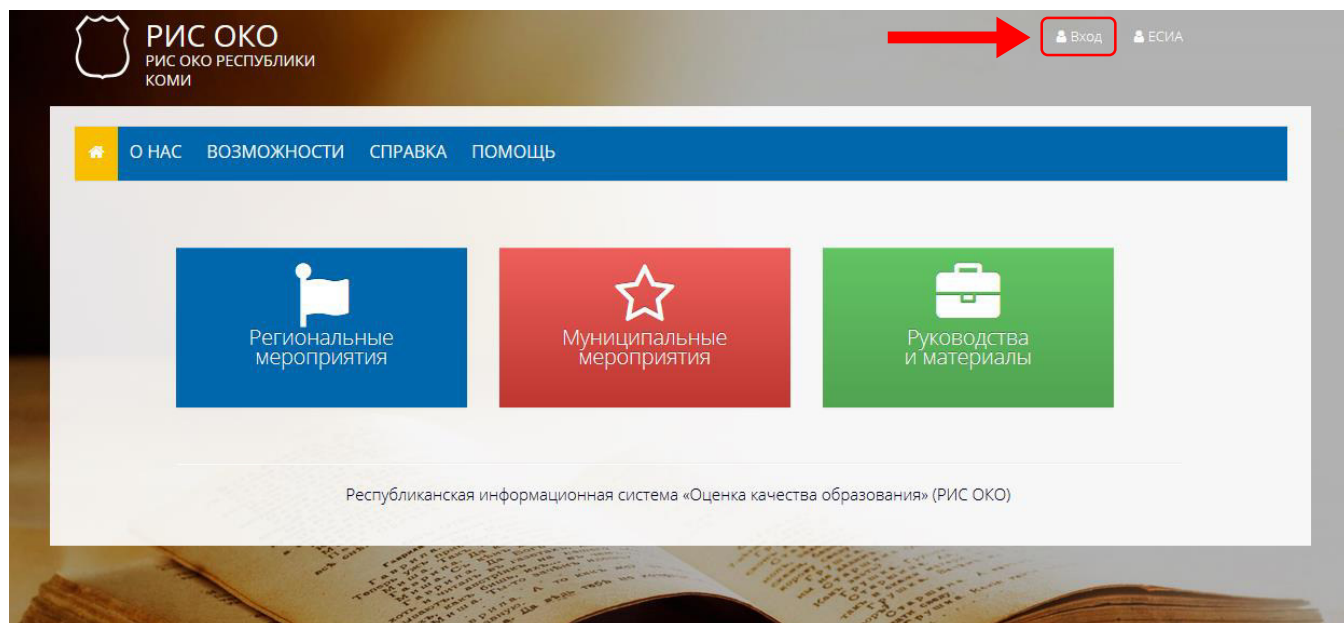 РИС ОКО
РИС ОКО РЕСПУБЛИКИ
КОМИ
Вход
ЕСИА
О НАС ВОЗМОЖНОСТИ СПРАВКА ПОМОЩЬ
Региональные
мероприятия
Муниципальные
мероприятия
Руководства
и материалы
Республиканская информационная система «Оценка качества образования» (РИС ОКО)